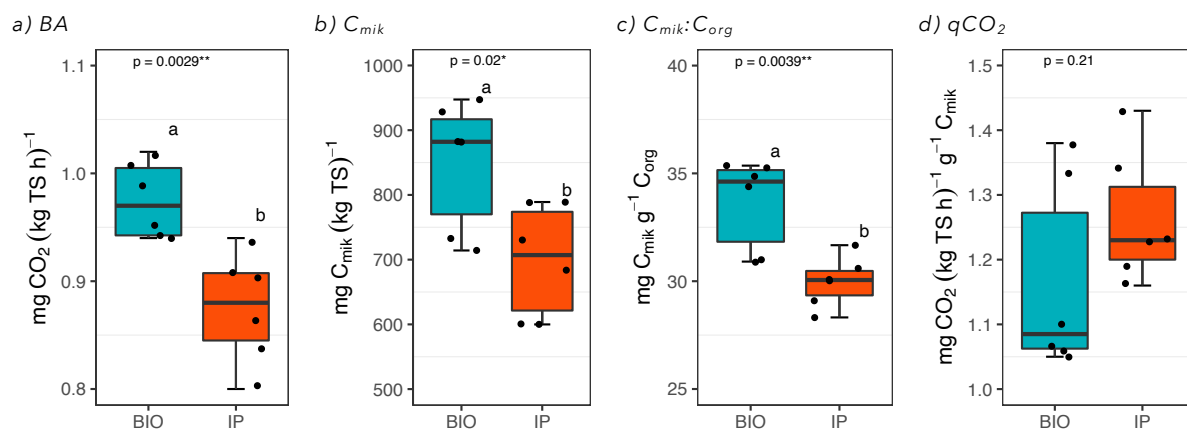 a) BA
p = 0.0029**
a
b
mg CO₂ (kg TS h)⁻¹
1.1
1.0
0.9
0.8
BIO IP
b) Cmik
p = 0.02*
a
b
mg Cmik (kg TS)⁻¹
1000
900
800
700
600
500
BIO IP
c) Cmik:Corg
p = 0.0039**
a
b
mg Cmik g⁻¹ Corg
40
35
30
25
BIO IP
d) qCO₂
p = 0.21
mg CO₂ (kg TS h)⁻¹ g⁻¹ Cmik
1.5
1.4
1.3
1.2
1.1
1.0
BIO IP